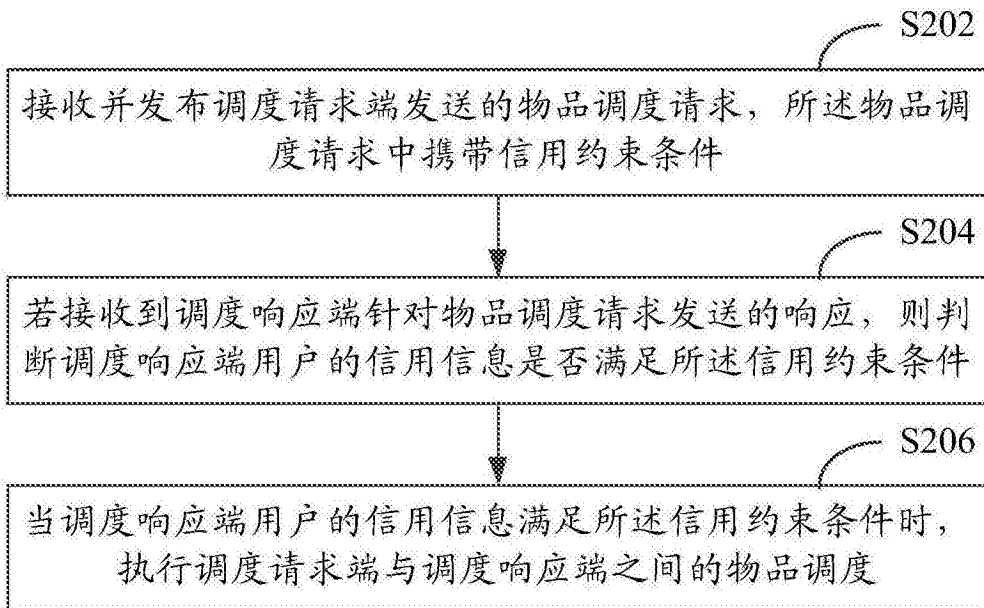 S202
接收并发布调度请求端发送的物品调度请求，所述物品调
度请求中携带信用约束条件
S204
若接收到调度响应端针对物品调度请求发送的响应，则判
断调度响应端用户的信用信息是否满足所述信用约束条件
S206
当调度响应端用户的信用信息满足所述信用约束条件时，
执行调度请求端与调度响应端之间的物品调度